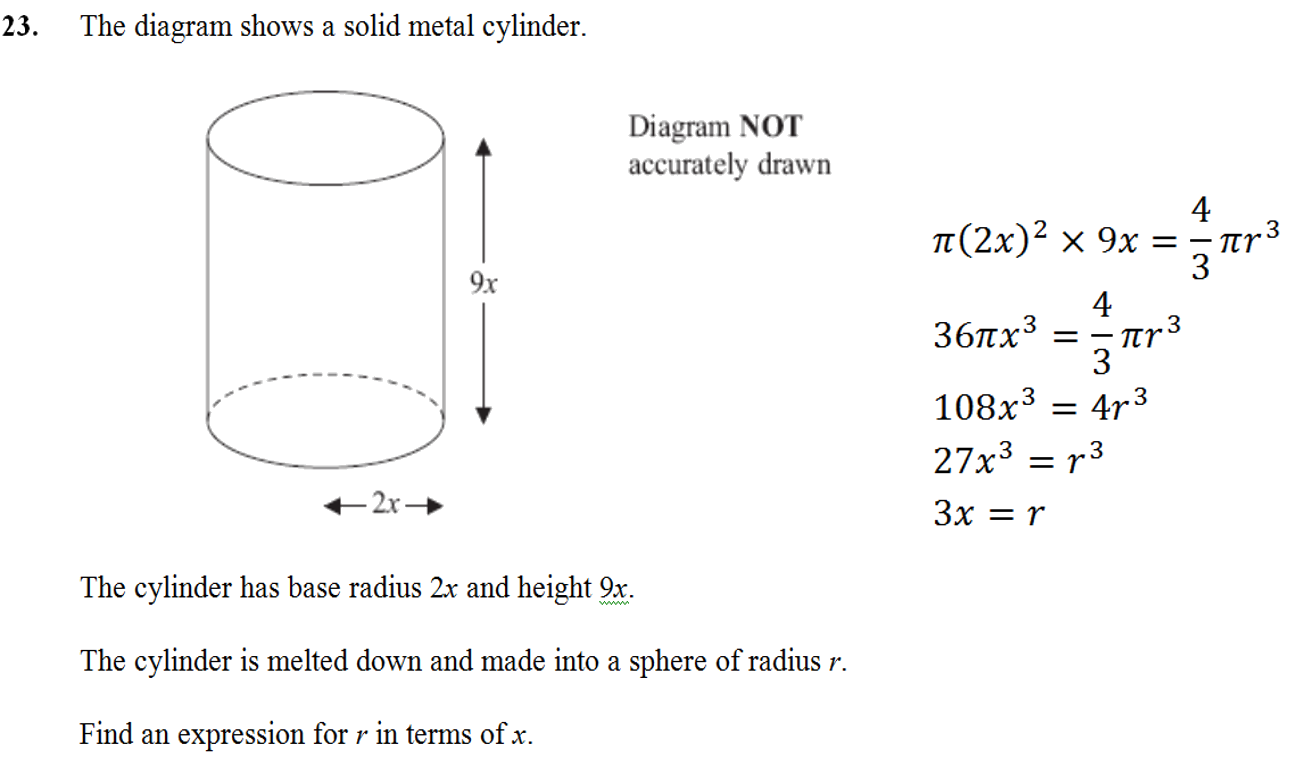 23. The diagram shows a solid metal cylinder.
Diagram NOT
accurately drawn
9x
2x
π(2x)² × 9x = 4/3 πr³
36πx³ = 4/3 πr³
108x³ = 4r³
27x³ = r³
3x = r
The cylinder has base radius 2x and height 9x.
The cylinder is melted down and made into a sphere of radius r.
Find an expression for r in terms of x.